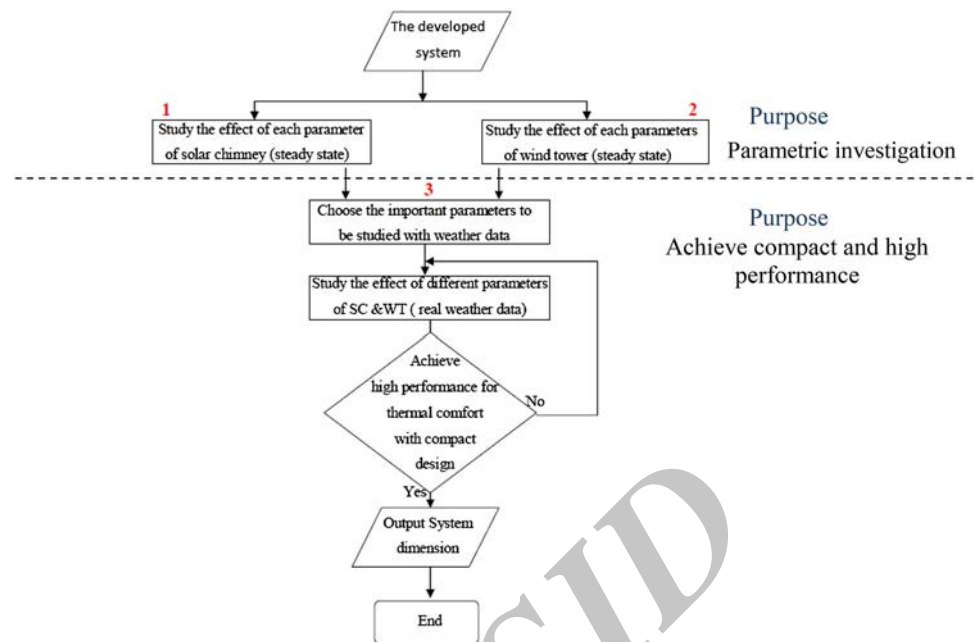 The developed
system
1
2
Study the effect of each parameter
of solar chimney (steady state)
Study the effect of each parameters
of wind tower (steady state)
Purpose
Parametric investigation
3
Choose the important parameters to
be studied with weather data
Purpose
Achieve compact and high
performance
Study the effect of different parameters
of SC &WT ( real weather data)
Achieve
high performance for
thermal comfort
with compact
design
No
Yes
Output System
dimension
End
SID